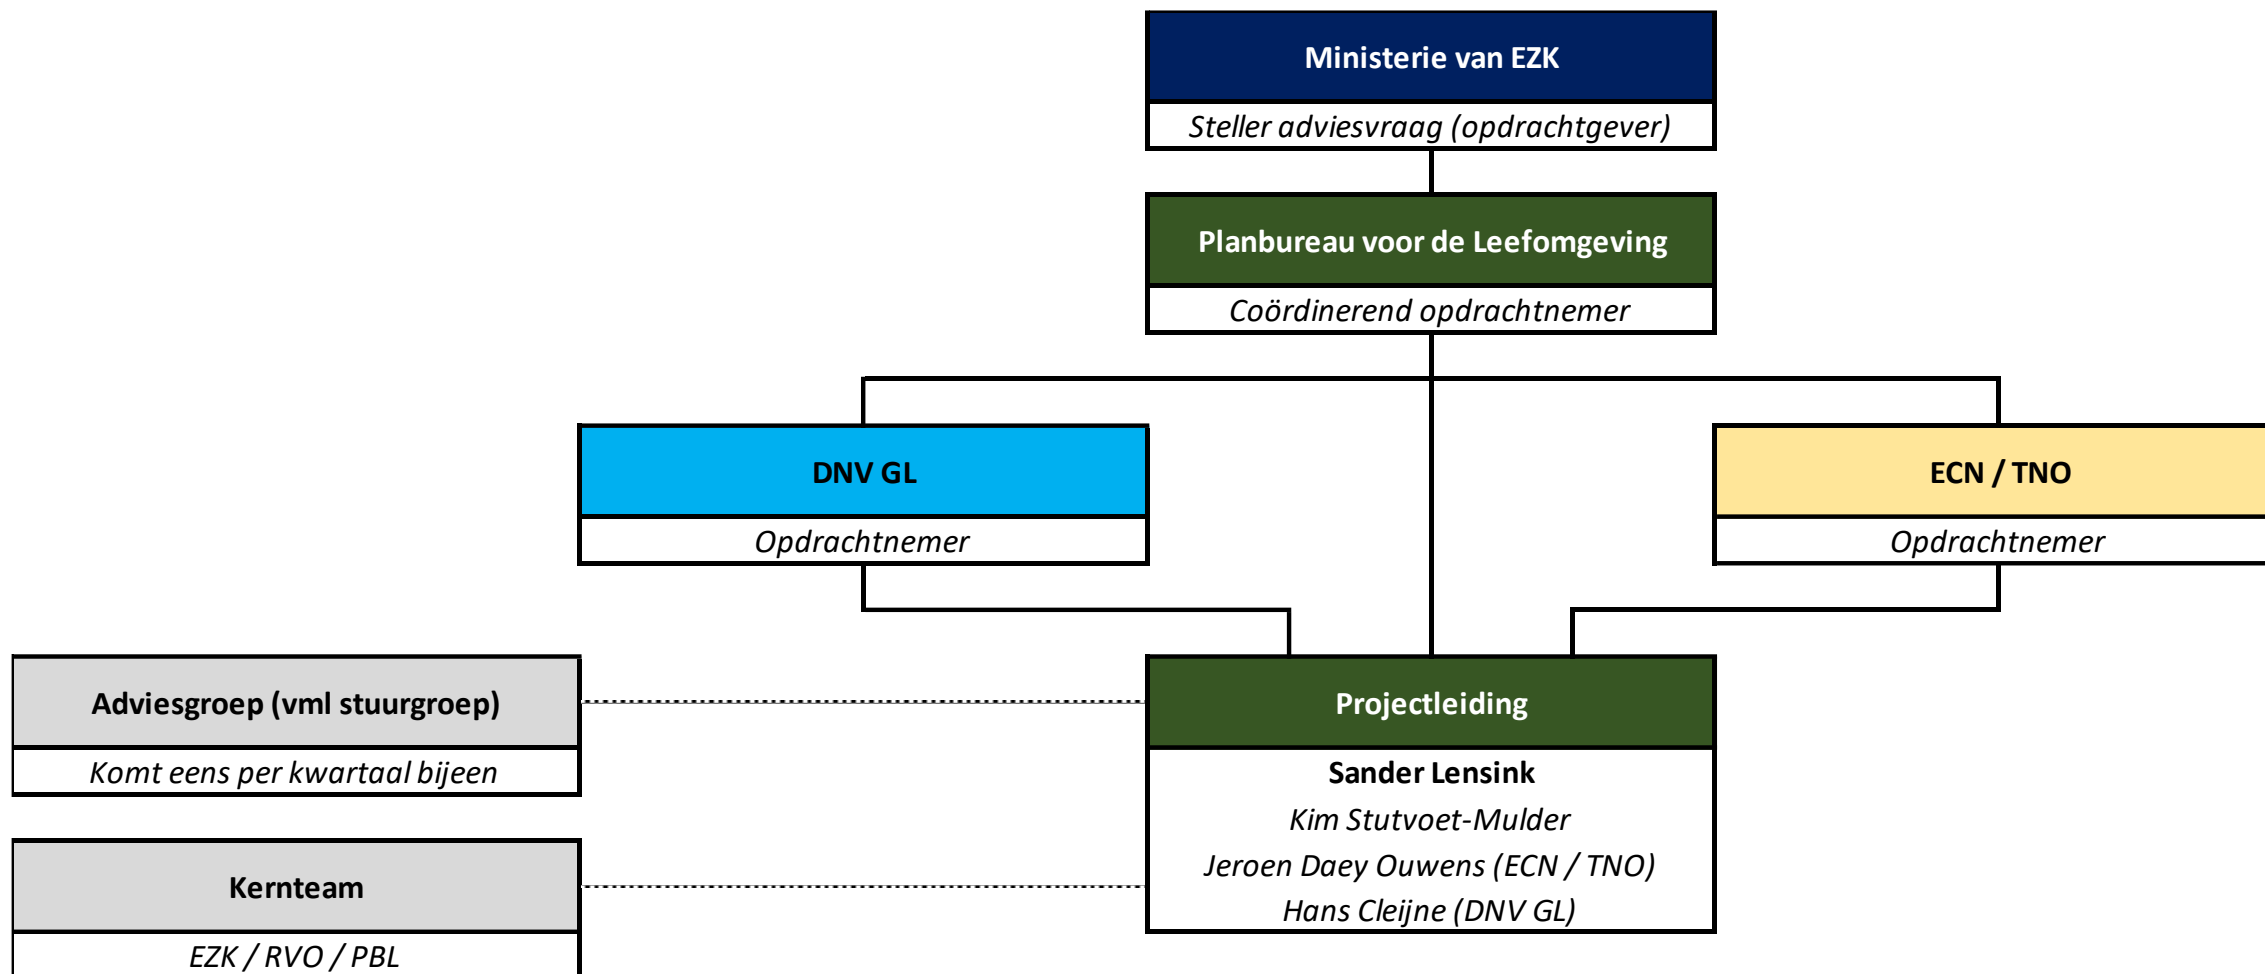 Ministerie van EZK
Steller adviesvraag (opdrachtgever)
Planbureau voor de Leefomgeving
Coördinerend opdrachtnemer
DNV GL
Opdrachtnemer
ECN / TNO
Opdrachtnemer
Adviesgroep (vml stuurgroep)
Komt eens per kwartaal bijeen
Projectleiding
Sander Lensink
Kim Stutvoet-Mulder
Jeroen Daey Ouwens (ECN / TNO)
Hans Cleijne (DNV GL)
Kernteam
EZK / RVO / PBL